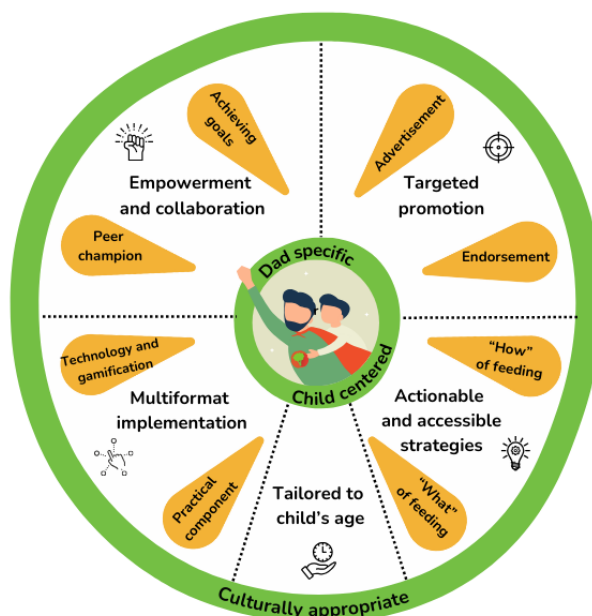 Achieving
goals
Empowerment
and collaboration
Peer
champion
Advertisement
Targeted
promotion
Endorsement
Dad specific
Child centered
Technology and
gamification
Multiformat
implementation
Practical
component
"How"
of feeding
Actionable
and accessible
strategies
"What"
of feeding
Tailored to
child's age
Culturally appropriate